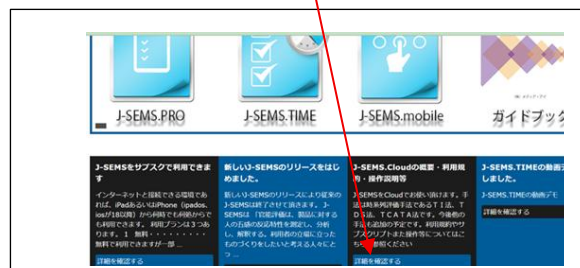 J-SEMS.PRO
J-SEMS.TIME
J-SEMS.mobile
ガイドブック
J-SEMSをサブスクで利用できま
す
インターネットと接続できる環境であ
れば、iPadあるいはiPhone（ipados、
iosが18以降）から何時でも何処からで
も利用できます。 利用プランは3つあ
ります。 1 無料・・・・・・・・・
無料で利用できますが一部 ...
詳細を確認する
新しいJ-SEMSのリリースをはじ
めました。
新しいJ-SEMSのリリースにより従来の
J-SEMSは終了させて頂きます。 J-
SEMSは 「官能評価は、製品に対する
人の五感の反応特性を測定し、分析
し、解釈する。利用者の立場に立った
ものづくりをしたいと考える人々にと
つ ...
J-SEMS.Cloudの概要・利用規
約・操作説明等
J-SEMSをCloudでお使い頂けます。手
法は時系列評価手法であるＴＩ法、Ｔ
ＤＳ法、ＴＣＡＴＡ法です。今後他の
手法も追加の予定です。利用規約やサ
ブスクリプトまた操作等についてはこ
ちらを参照ください
詳細を確認する
J-SEMS.TIMEの動画デ
しました。
J-SEMS.TIMEの動画デモ
詳細を確認する